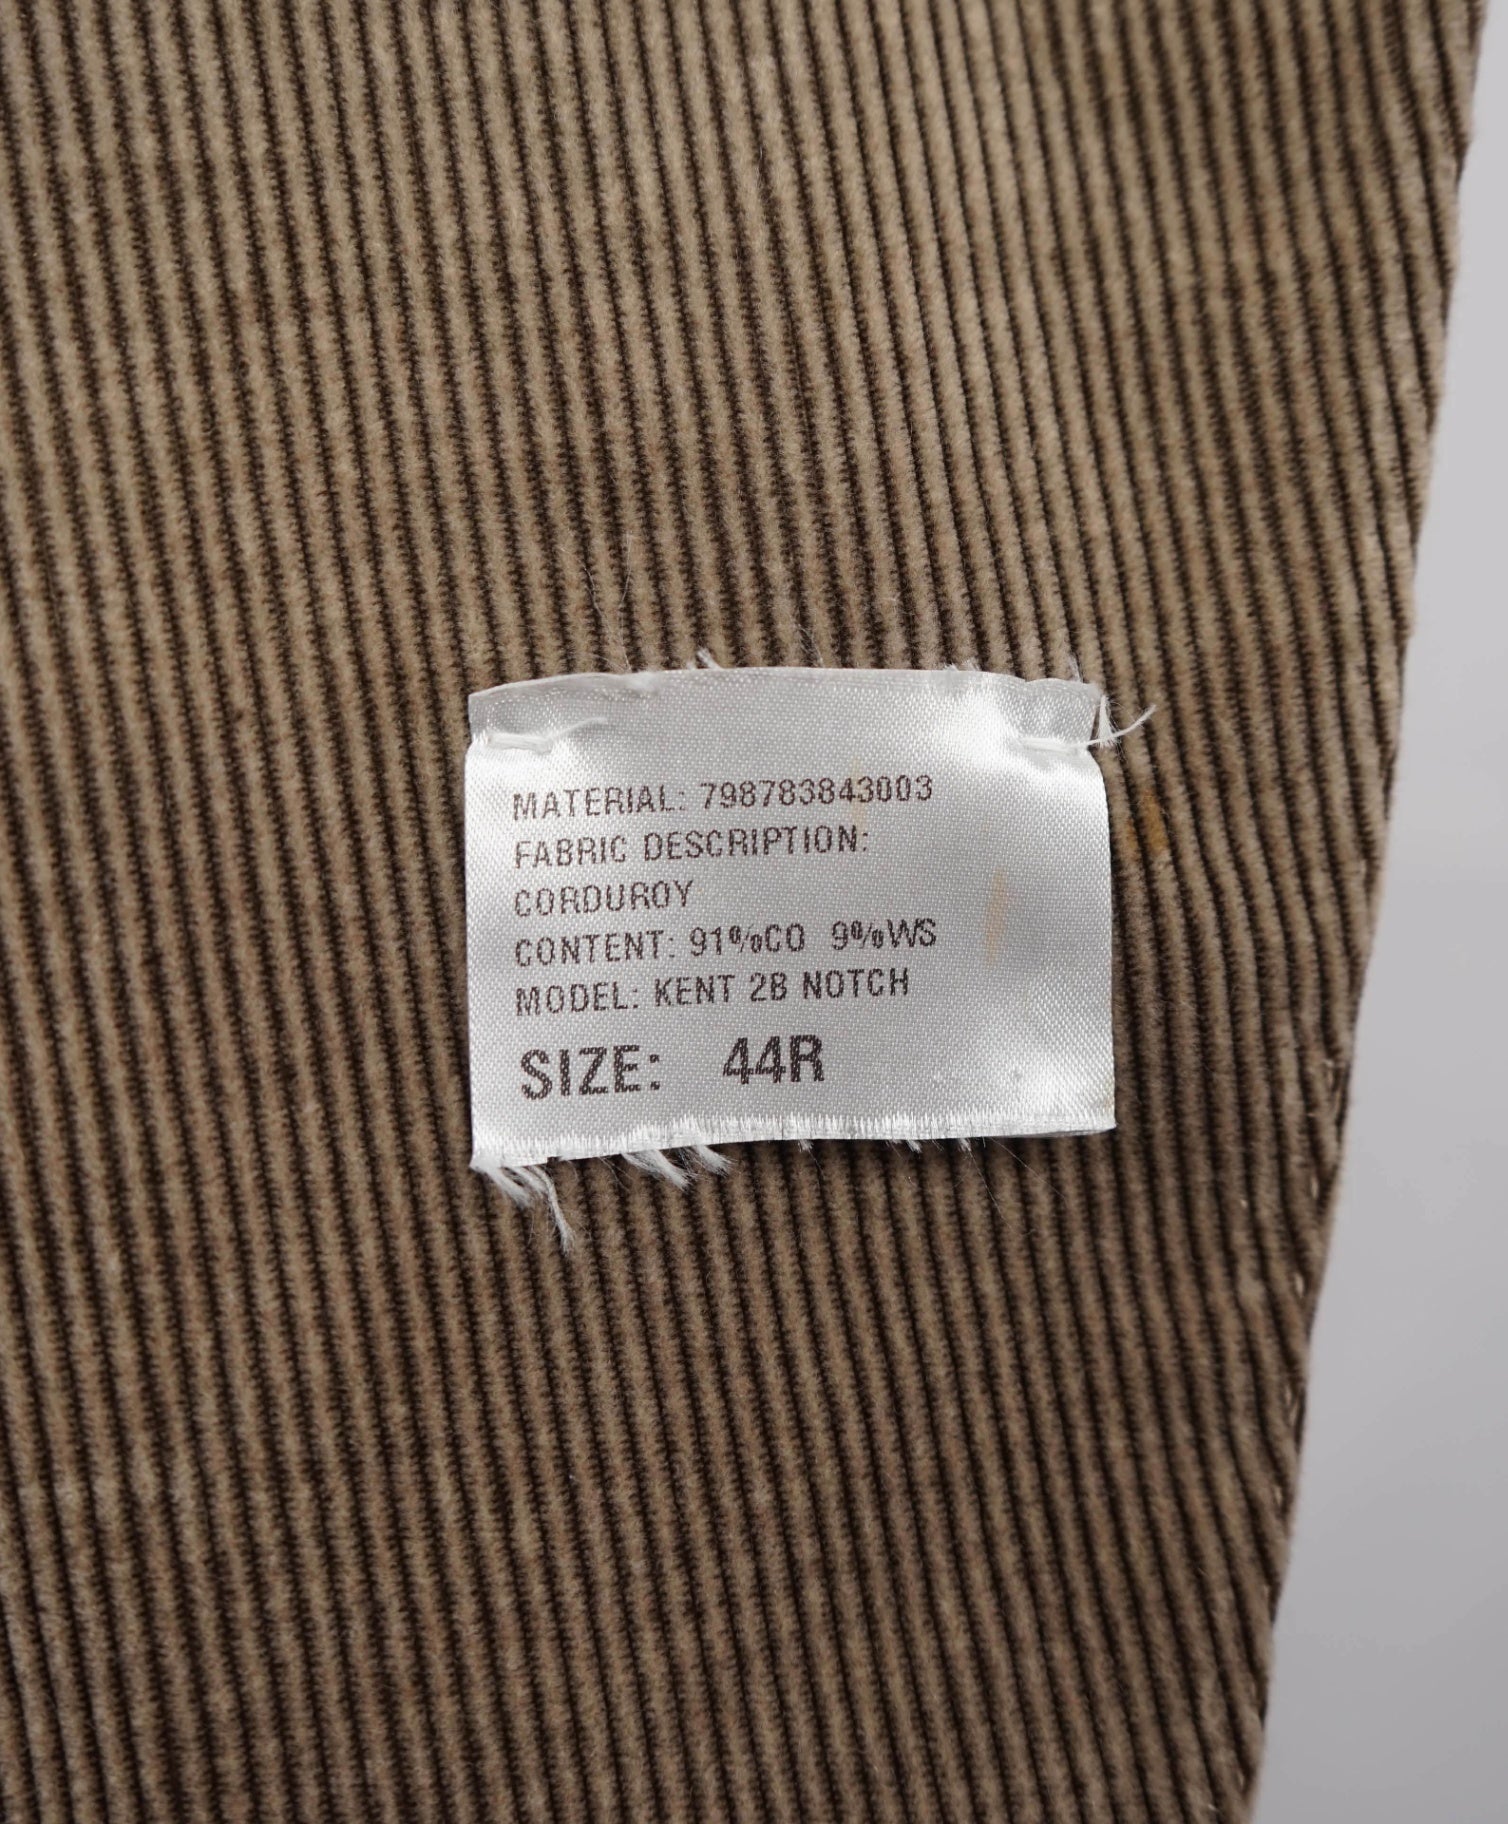 MATERIAL: 798783843003
FABRIC DESCRIPTION:
CORDUROY
CONTENT: 91%CO 9%WS
MODEL: KENT 2B NOTCH
SIZE: 44R